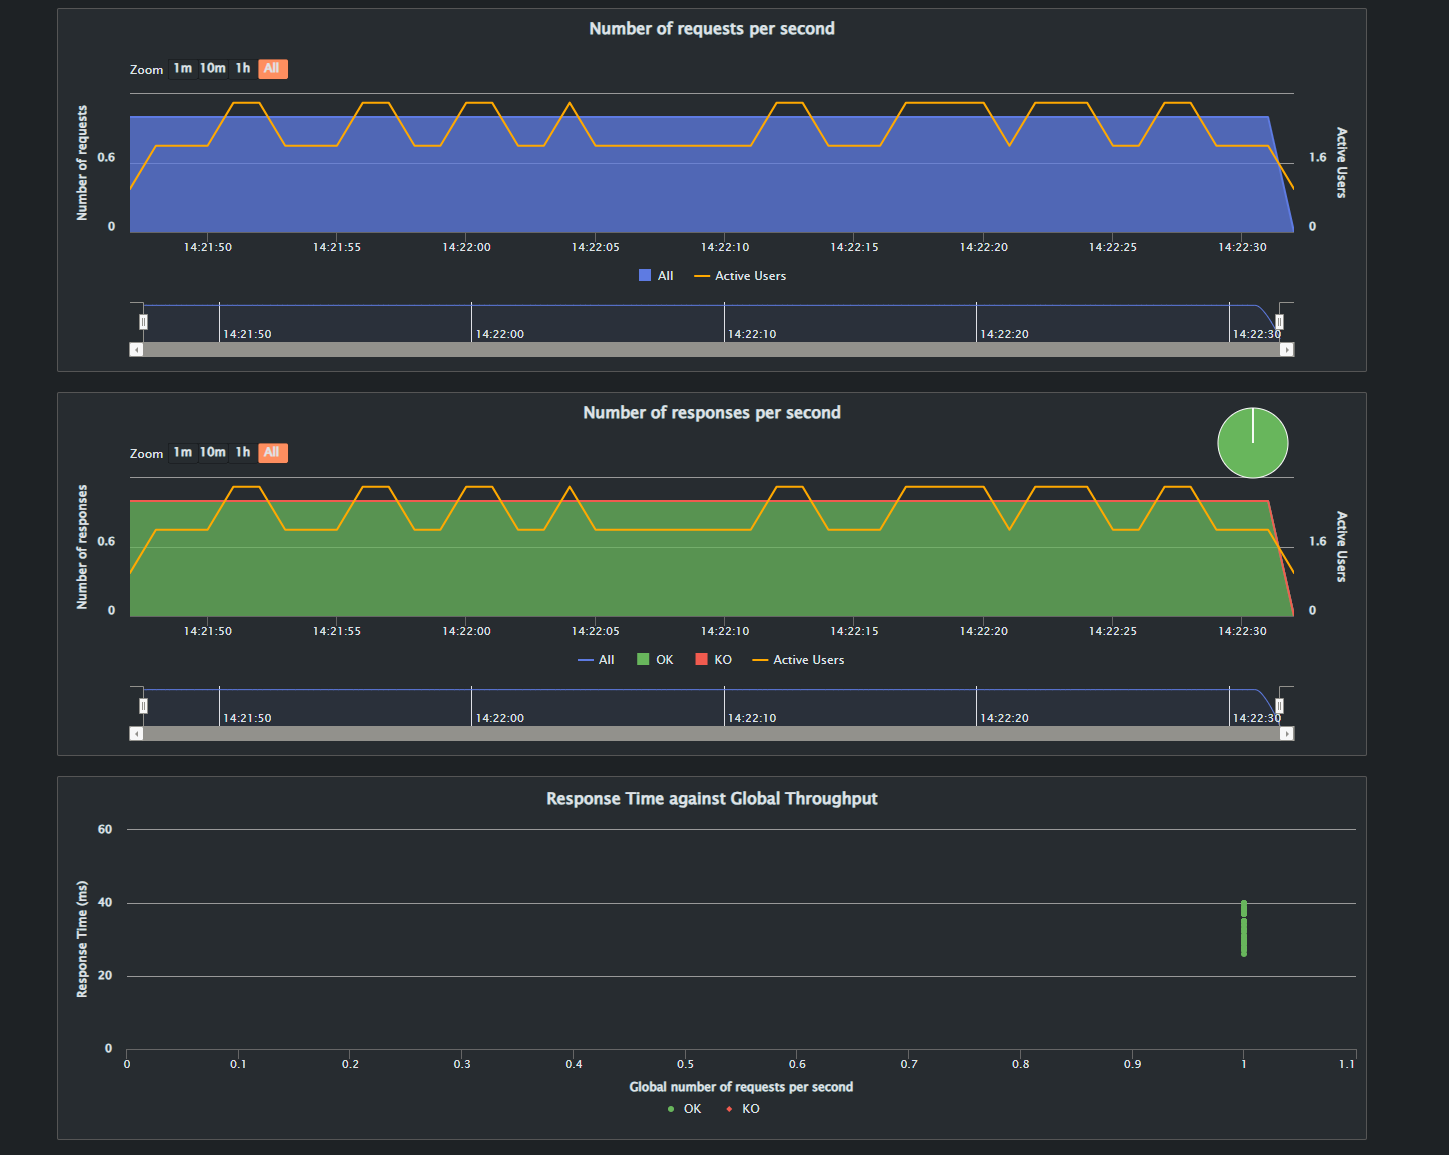 Number of requests per second
Zoom 1m 10m 1h All
Number of requests
0.6
0
Active Users
1.6
0
14:21:50 14:21:55 14:22:00 14:22:05 14:22:10 14:22:15 14:22:20 14:22:25 14:22:30
All Active Users
14:21:50 14:22:00 14:22:10 14:22:20 14:22:30
Number of responses per second
Zoom 1m 10m 1h All
Number of responses
0.6
0
Active Users
1.6
0
14:21:50 14:21:55 14:22:00 14:22:05 14:22:10 14:22:15 14:22:20 14:22:25 14:22:30
All OK KO Active Users
14:21:50 14:22:00 14:22:10 14:22:20 14:22:30
Response Time against Global Throughput
Response Time (ms)
60
40
20
0
0 0.1 0.2 0.3 0.4 0.5 0.6 0.7 0.8 0.9 1 1.1
Global number of requests per second
OK KO